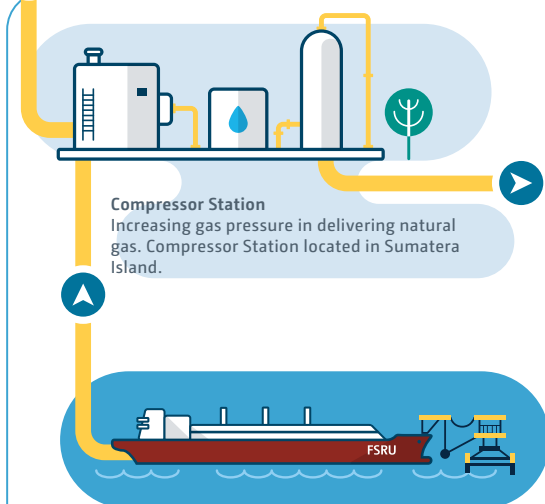 Compressor Station
Increasing gas pressure in delivering natural
gas. Compressor Station located in Sumatera
Island.
FSRU